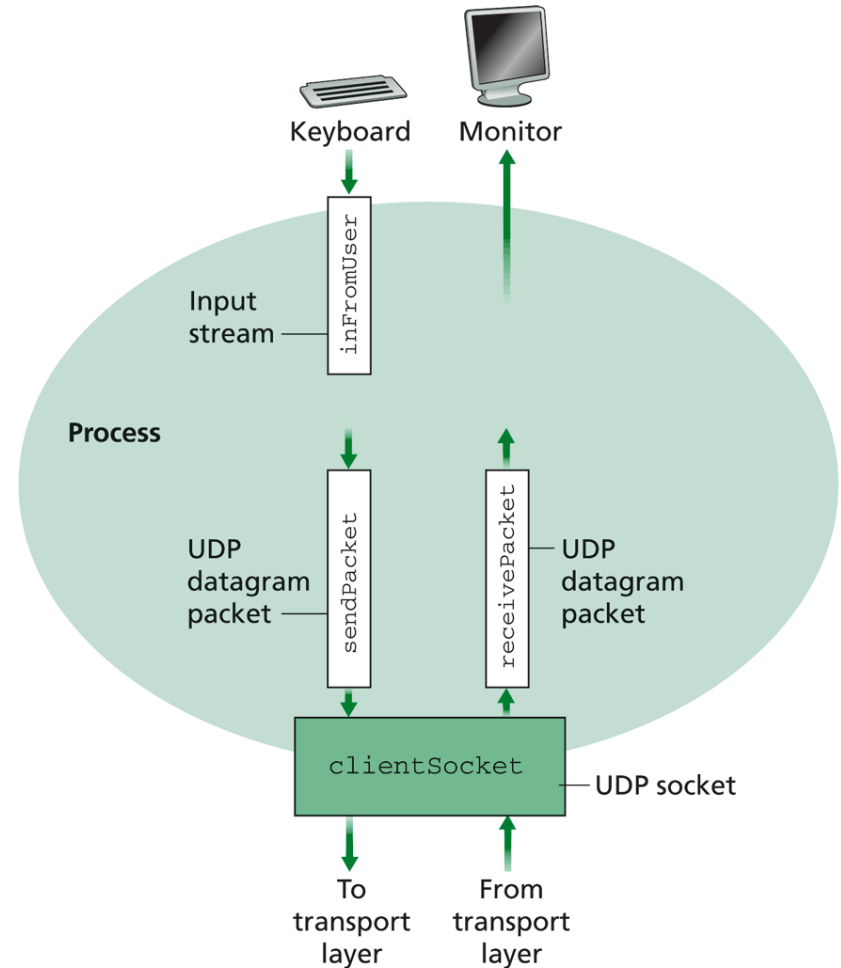 Keyboard
Monitor
inFromUser
Input
stream
Process
UDP
datagram
packet
sendPacket
receivePacket
UDP
datagram
packet
clientSocket
UDP socket
To
transport
layer
From
transport
layer